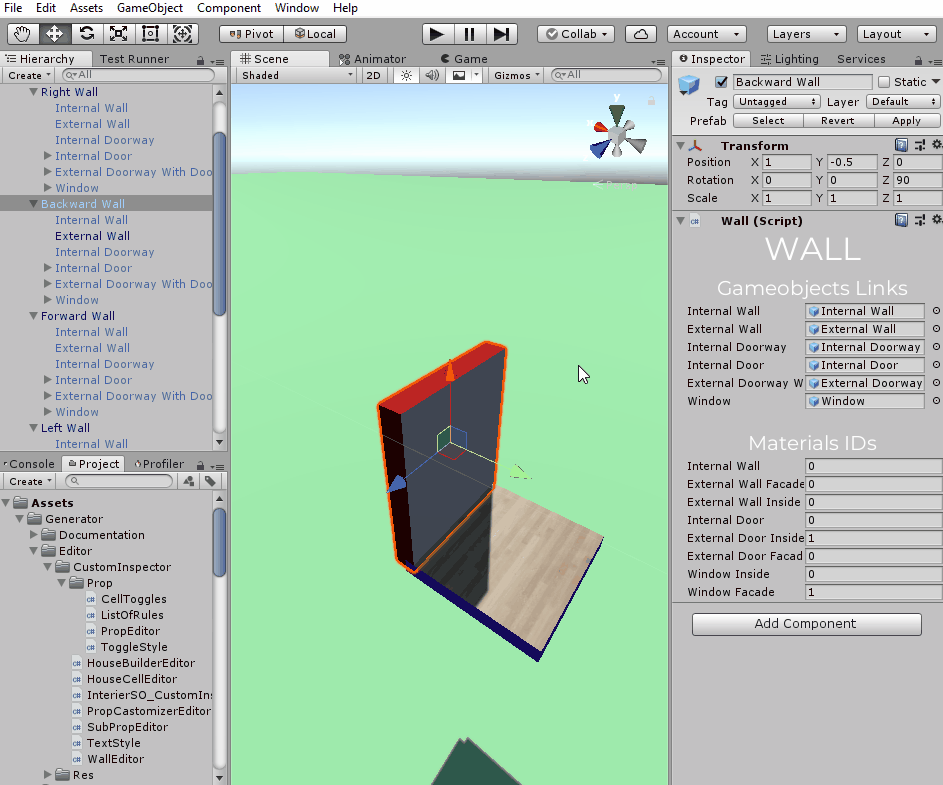 File Edit Assets GameObject Component Window Help
Pivot Local Collab Account Layers Layout
Hierarchy Test Runner
Create All
Right Wall
Internal Wall
External Wall
Internal Doorway
Internal Door
External Doorway With Doo
Window
Backward Wall
Internal Wall
External Wall
Internal Doorway
Internal Door
External Doorway With Doo
Window
Forward Wall
Internal Wall
External Wall
Internal Doorway
Internal Door
External Doorway With Doo
Window
Left Wall
Internal Wall
Console Project Profiler
Create
Assets
Generator
Documentation
Editor
CustomInspector
Prop
CellToggles
ListOfRules
PropEditor
ToggleStyle
HouseBuilderEditor
HouseCellEditor
InterierSO_CustomIns
PropCastomizerEditor
SubPropEditor
TextStyle
WallEditor
Res
Scene Animator Game
Shaded 2D Gizmos All
y
Inspector Lighting Services
Backward Wall Static
Tag Untagged Layer Default
Prefab Select Revert Apply
Transform
Position X 1 Y -0.5 Z 0
Rotation X 0 Y 0 Z 90
Scale X 1 Y 1 Z 1
Wall (Script)
WALL
Gameobjects Links
Internal Wall Internal Wall
External Wall External Wall
Internal Doorway Internal Doorway
Internal Door Internal Door
External Doorway W External Doorway
Window Window
Materials IDs
Internal Wall 0
External Wall Facade 0
External Wall Inside 0
Internal Door 0
External Door Inside 1
External Door Facad 0
Window Inside 0
Window Facade 1
Add Component